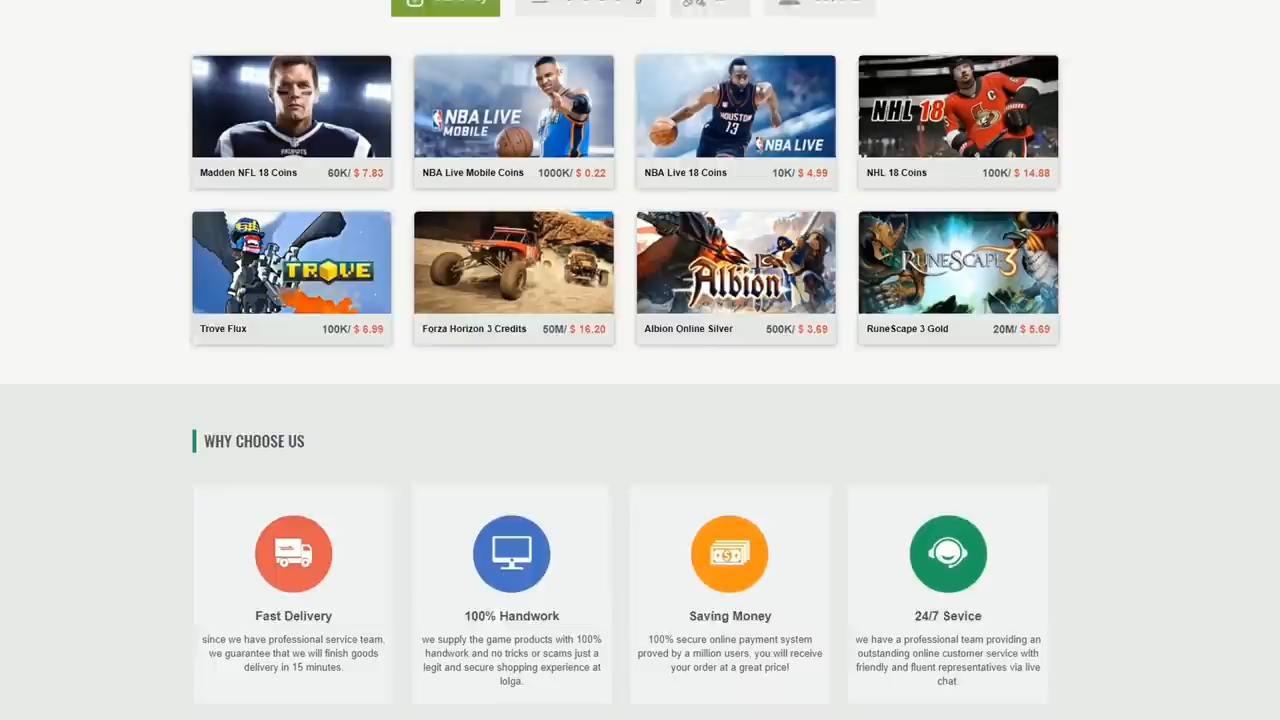 PATRIOTS
NBA LIVE
MOBILE
HOUSTON
13
NBA LIVE
NHL 18
Madden NFL 18 Coins 60K/ $ 7.83
NBA Live Mobile Coins 1000K/ $ 0.22
NBA Live 18 Coins 10K/ $ 4.99
NHL 18 Coins 100K/ $ 14.88
TROVE
Albion
ONLINE
RUNESCAPE 3
Trove Flux 100K/ $ 6.99
Forza Horizon 3 Credits 50M/ $ 16.20
Albion Online Silver 500K/ $ 3.69
RuneScape 3 Gold 20M/ $ 5.69
WHY CHOOSE US
Fast Delivery
since we have professional service team,
we guarantee that we will finish goods
delivery in 15 minutes.
100% Handwork
we supply the game products with 100%
handwork and no tricks or scams just a
legit and secure shopping experience at
lolga.
Saving Money
100% secure online payment system
proved by a million users, you will receive
your order at a great price!
24/7 Sevice
we have a professional team providing an
outstanding online customer service with
friendly and fluent representatives via live
chat.